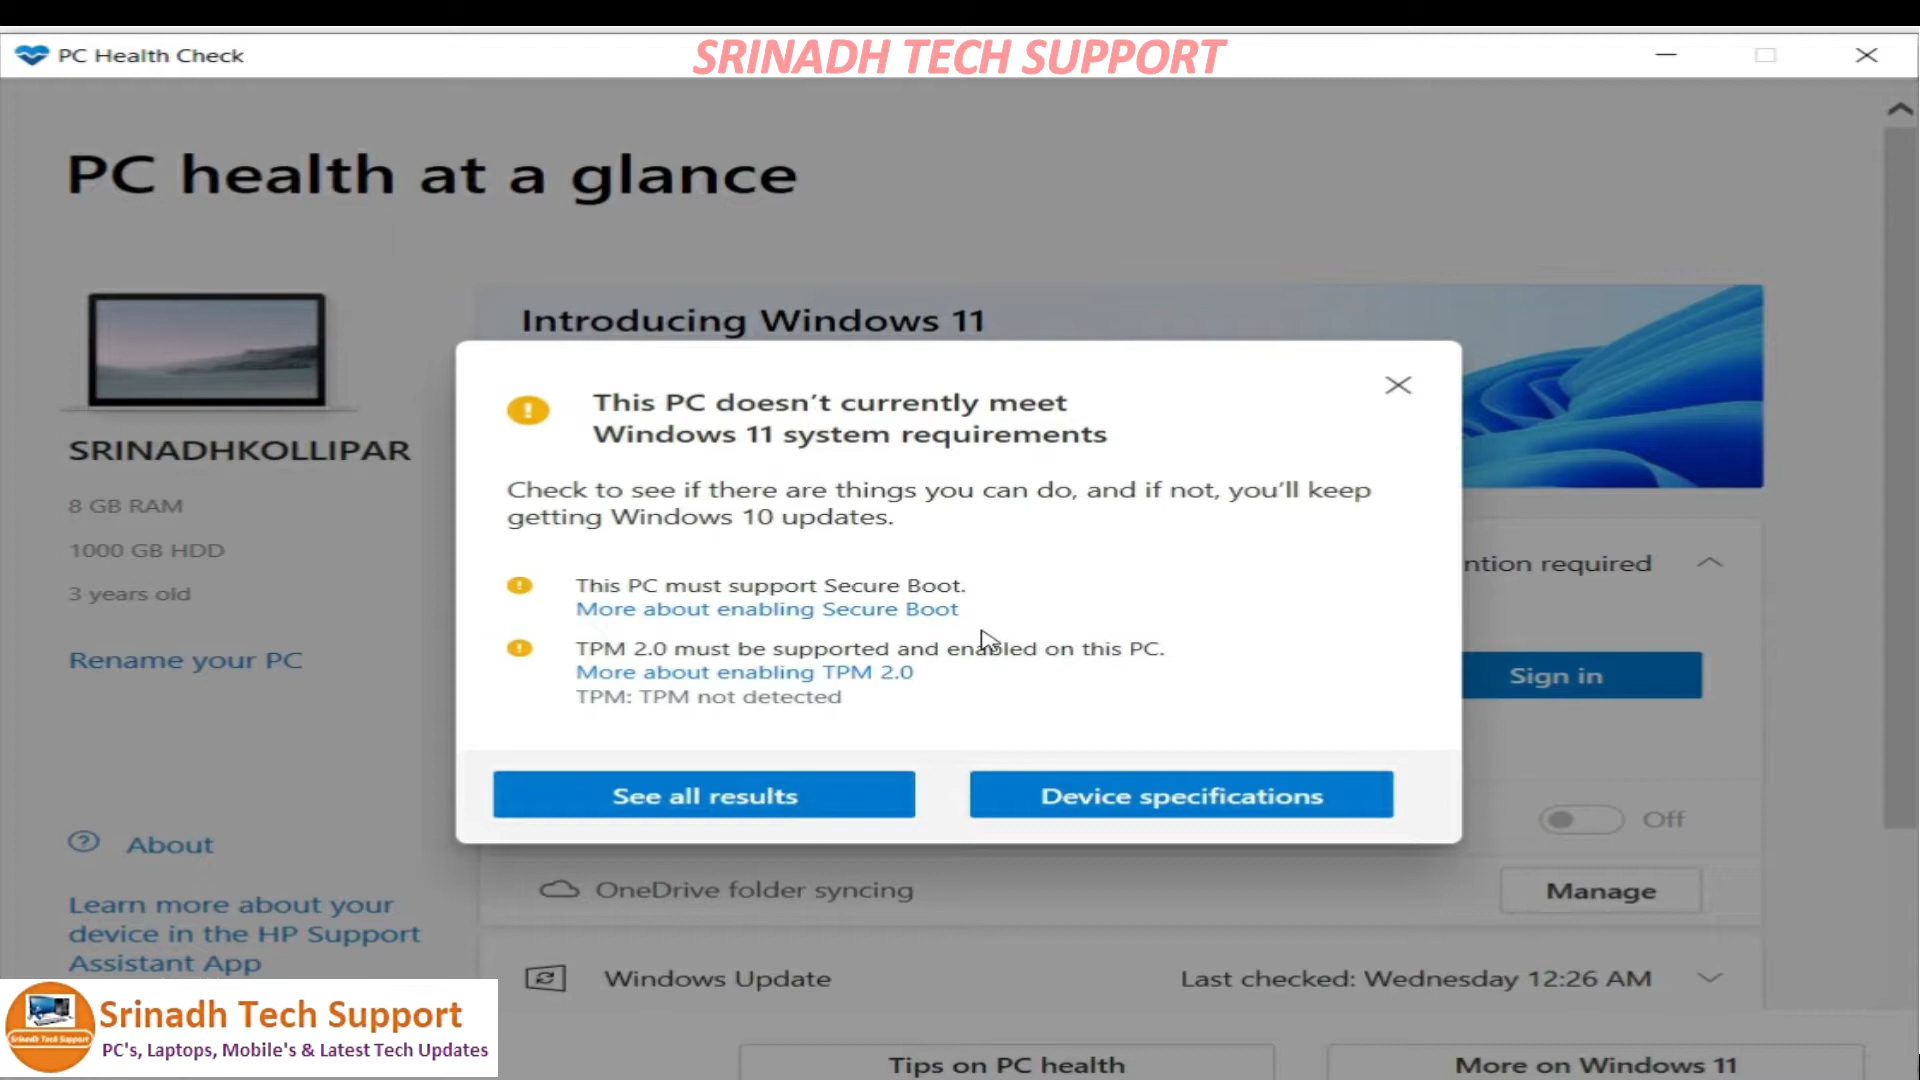 PC Health Check
SRINADH TECH SUPPORT
PC health at a glance
Introducing Windows 11
SRINADHKOLLIPAR
8 GB RAM
1000 GB HDD
3 years old
Rename your PC
About
Learn more about your
device in the HP Support
Assistant App
This PC doesn't currently meet
Windows 11 system requirements
Check to see if there are things you can do, and if not, you'll keep
getting Windows 10 updates.
This PC must support Secure Boot.
More about enabling Secure Boot
TPM 2.0 must be supported and enabled on this PC.
More about enabling TPM 2.0
TPM: TPM not detected
See all results
Device specifications
ntion required
Sign in
Off
OneDrive folder syncing
Manage
Windows Update
Last checked: Wednesday 12:26 AM
Tips on PC health
More on Windows 11
Srinadh Tech Support
Srinadh Tech Support
PC's, Laptops, Mobile's & Latest Tech Updates